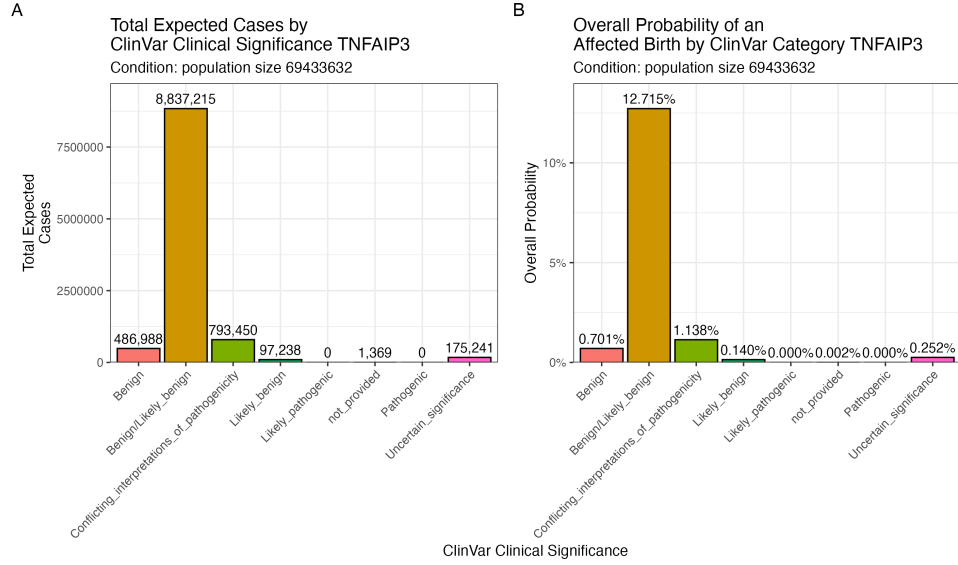 A
Total Expected Cases by
ClinVar Clinical Significance TNFAIP3
Condition: population size 69433632
Total Expected
Cases
7500000
5000000
2500000
0
486,988
8,837,215
793,450
97,238
0
1,369
0
175,241
Benign
Benign/Likely_benign
Conflicting_interpretations_of_pathogenicity
Likely_benign
Likely_pathogenic
not_provided
Pathogenic
Uncertain_significance
B
Overall Probability of an
Affected Birth by ClinVar Category TNFAIP3
Condition: population size 69433632
Overall Probability
10%
5%
0%
0.701%
12.715%
1.138%
0.140%
0.000%
0.002%
0.000%
0.252%
Benign
Benign/Likely_benign
Conflicting_interpretations_of_pathogenicity
Likely_benign
Likely_pathogenic
not_provided
Pathogenic
Uncertain_significance
ClinVar Clinical Significance